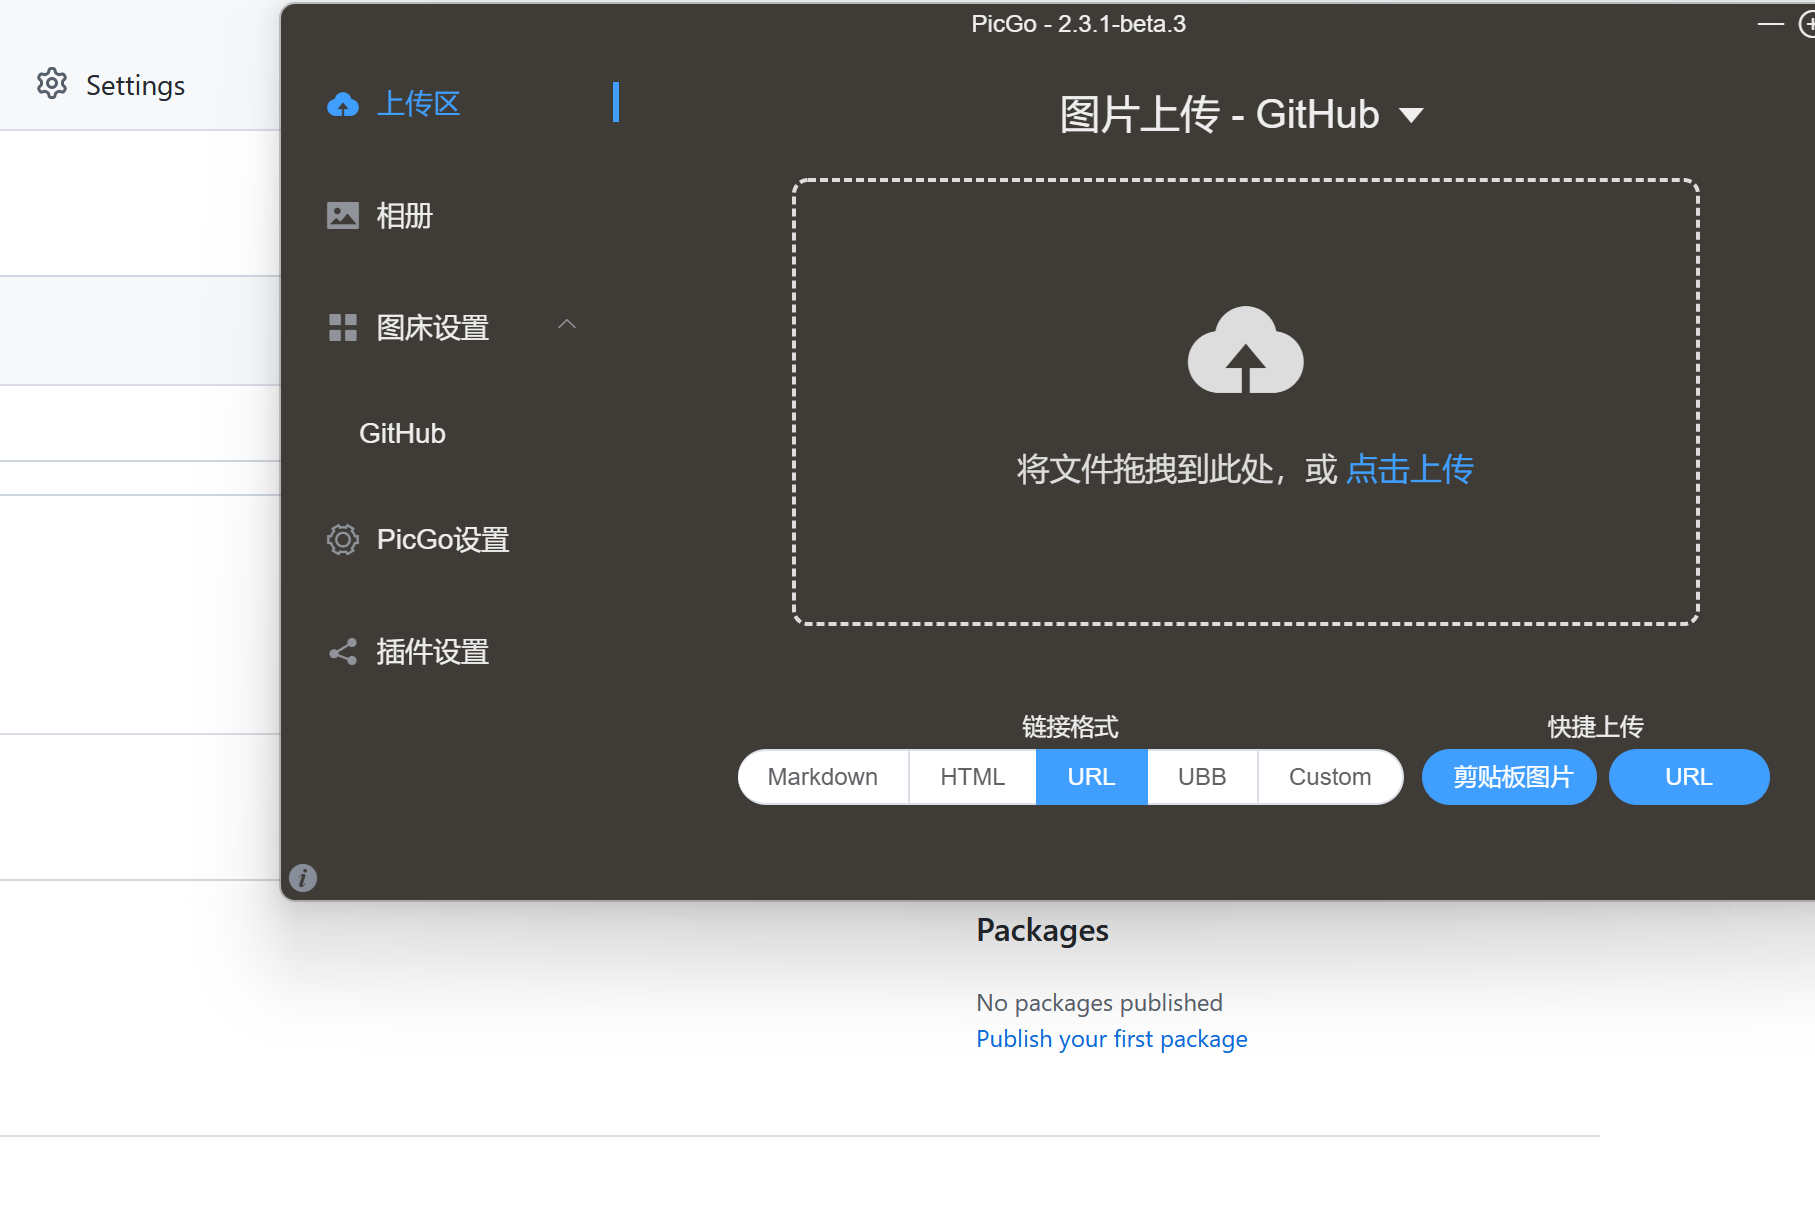 PicGo - 2.3.1-beta.3
Settings
上传区
相册
图床设置
GitHub
PicGo设置
插件设置
图片上传 - GitHub
将文件拖拽到此处，或 点击上传
链接格式
Markdown HTML URL UBB Custom
快捷上传
剪贴板图片 URL
Packages
No packages published
Publish your first package